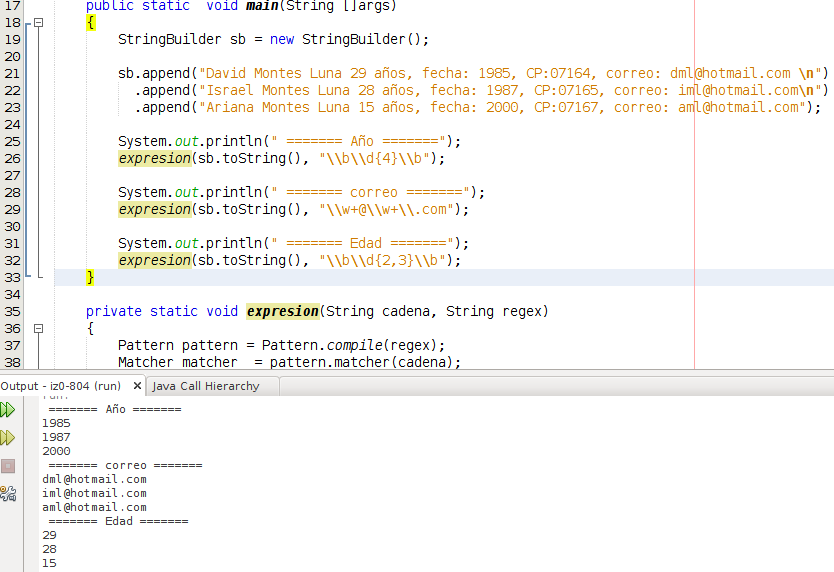 17 public static  void main(String []args)
18 {
19 StringBuilder sb = new StringBuilder();
20
21 sb.append("David Montes Luna 29 años, fecha: 1985, CP:07164, correo: dml@hotmail.com \n")
22 .append("Israel Montes Luna 28 años, fecha: 1987, CP:07165, correo: iml@hotmail.com\n")
23 .append("Ariana Montes Luna 15 años, fecha: 2000, CP:07167, correo: aml@hotmail.com");
24
25 System.out.println(" ======= Año =======");
26 expresion(sb.toString(), "\\b\\d{4}\\b");
27
28 System.out.println(" ======= correo =======");
29 expresion(sb.toString(), "\\w+@\\w+\\.com");
30
31 System.out.println(" ======= Edad =======");
32 expresion(sb.toString(), "\\b\\d{2,3}\\b");
33 }
34
35 private static void expresion(String cadena, String regex)
36 {
37 Pattern pattern = Pattern.compile(regex);
38 Matcher matcher  = pattern.matcher(cadena);
Output - iz0-804 (run) × Java Call Hierarchy
run:
======= Año =======
1985
1987
2000
======= correo =======
dml@hotmail.com
iml@hotmail.com
aml@hotmail.com
======= Edad =======
29
28
15